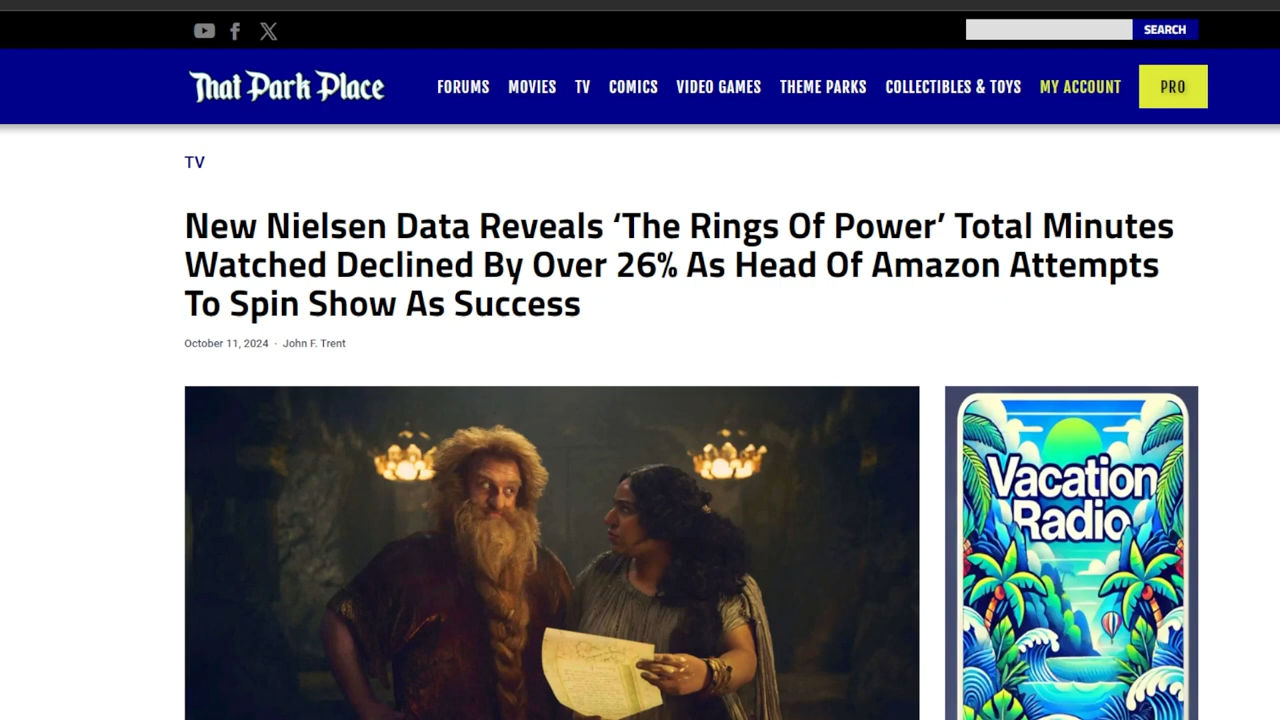 SEARCH
That Park Place
FORUMS MOVIES TV COMICS VIDEO GAMES THEME PARKS COLLECTIBLES & TOYS MY ACCOUNT PRO
TV
New Nielsen Data Reveals ‘The Rings Of Power’ Total Minutes
Watched Declined By Over 26% As Head Of Amazon Attempts
To Spin Show As Success
October 11, 2024 · John F. Trent
Vacation
Radio